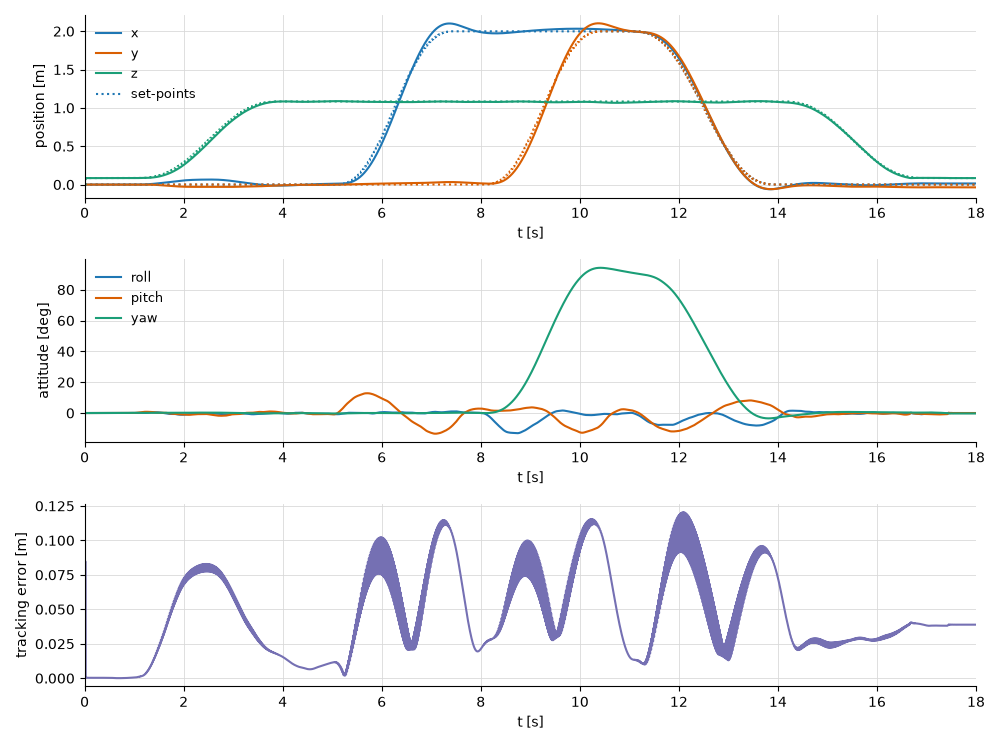 position [m]
2.0
1.5
1.0
0.5
0.0
x
y
z
set-points
0 2 4 6 8 10 12 14 16 18
t [s]
attitude [deg]
80
60
40
20
0
roll
pitch
yaw
0 2 4 6 8 10 12 14 16 18
t [s]
tracking error [m]
0.125
0.100
0.075
0.050
0.025
0.000
0 2 4 6 8 10 12 14 16 18
t [s]